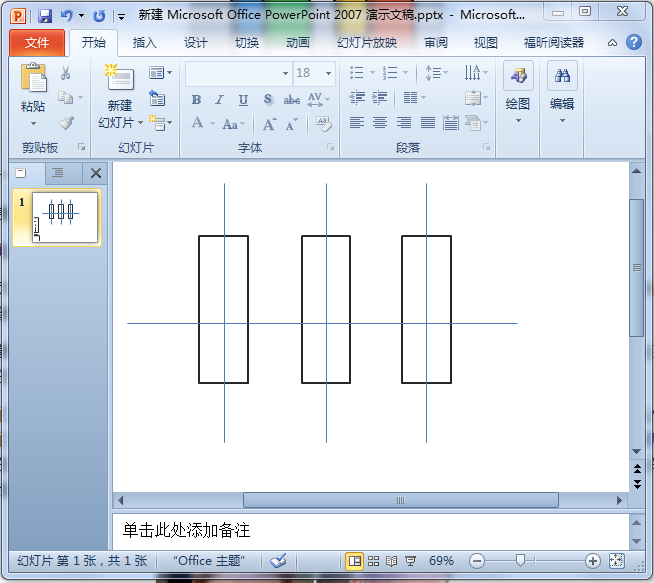 新建 Microsoft Office PowerPoint 2007 演示文稿.pptx - Microsoft...
文件 开始 插入 设计 切换 动画 幻灯片放映 审阅 视图 福昕阅读器
粘贴 新建 幻灯片 18 绘图 编辑
B I U S abc AV
A Aa A A
剪贴板 幻灯片 字体 段落
1
单击此处添加备注
幻灯片 第 1 张，共 1 张 "Office 主题" 69%